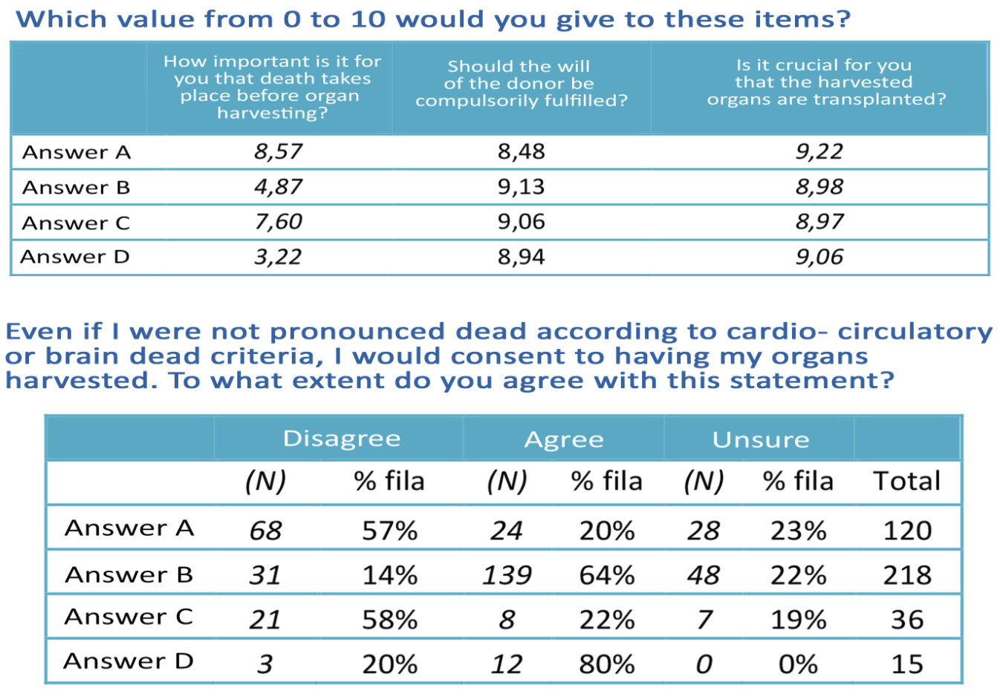 Which value from 0 to 10 would you give to these items?
How important is it for
you that death takes
place before organ
harvesting?
Should the will
of the donor be
compulsorily fulfilled?
Is it crucial for you
that the harvested
organs are transplanted?
Answer A 8,57 8,48 9,22
Answer B 4,87 9,13 8,98
Answer C 7,60 9,06 8,97
Answer D 3,22 8,94 9,06
Even if I were not pronounced dead according to cardio- circulatory
or brain dead criteria, I would consent to having my organs
harvested. To what extent do you agree with this statement?
Disagree Agree Unsure
(N) % fila (N) % fila (N) % fila Total
Answer A 68 57% 24 20% 28 23% 120
Answer B 31 14% 139 64% 48 22% 218
Answer C 21 58% 8 22% 7 19% 36
Answer D 3 20% 12 80% 0 0% 15